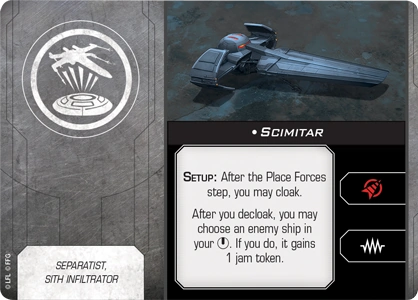 • SCIMITAR
SETUP: After the Place Forces
step, you may cloak.
After you decloak, you may
choose an enemy ship in
your . If you do, it gains
1 jam token.
SEPARATIST,
SITH INFILTRATOR
©LFL ©FFG